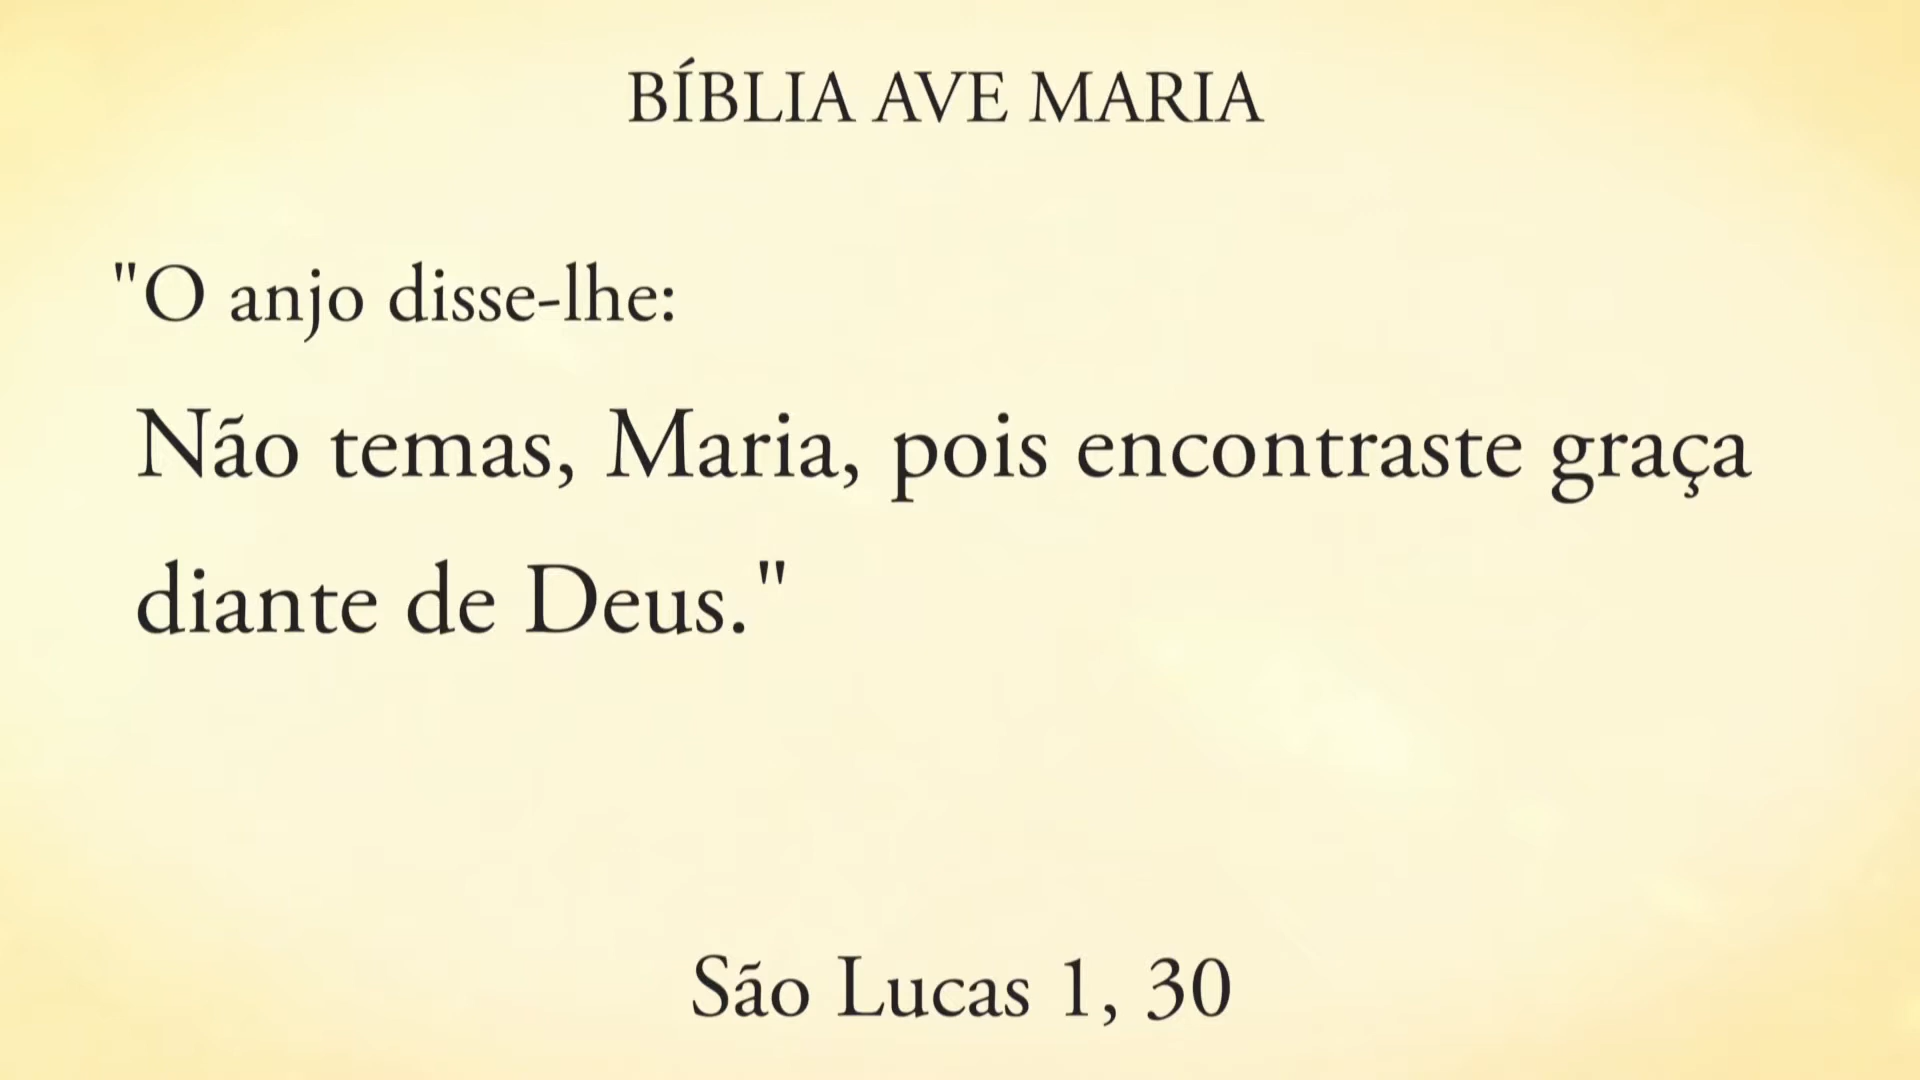 BÍBLIA AVE MARIA
"O anjo disse-lhe:
Não temas, Maria, pois encontraste graça
diante de Deus."
São Lucas 1, 30